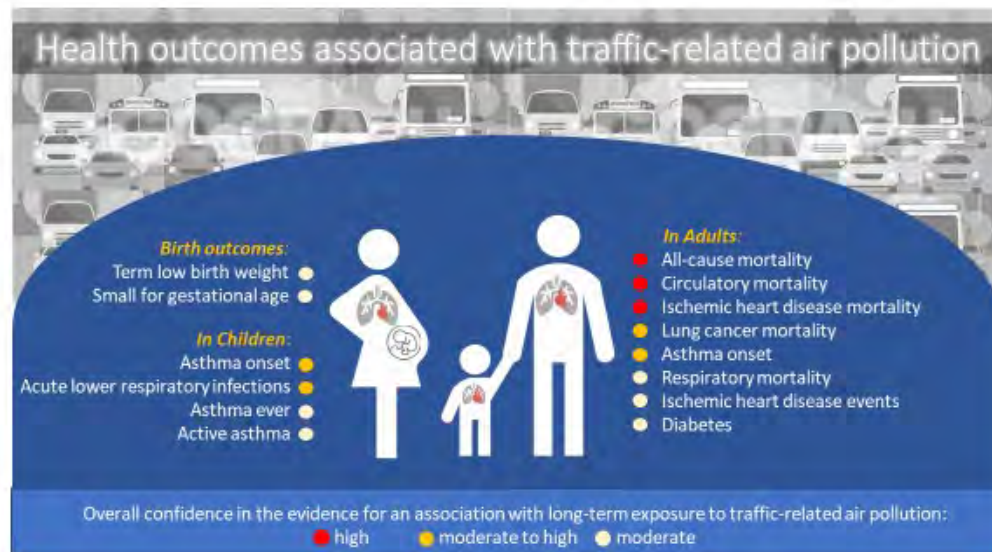 Health outcomes associated with traffic-related air pollution
Birth outcomes:
Term low birth weight
Small for gestational age
In Children:
Asthma onset
Acute lower respiratory infections
Asthma ever
Active asthma
In Adults:
All-cause mortality
Circulatory mortality
Ischemic heart disease mortality
Lung cancer mortality
Asthma onset
Respiratory mortality
Ischemic heart disease events
Diabetes
Overall confidence in the evidence for an association with long-term exposure to traffic-related air pollution:
high moderate to high moderate